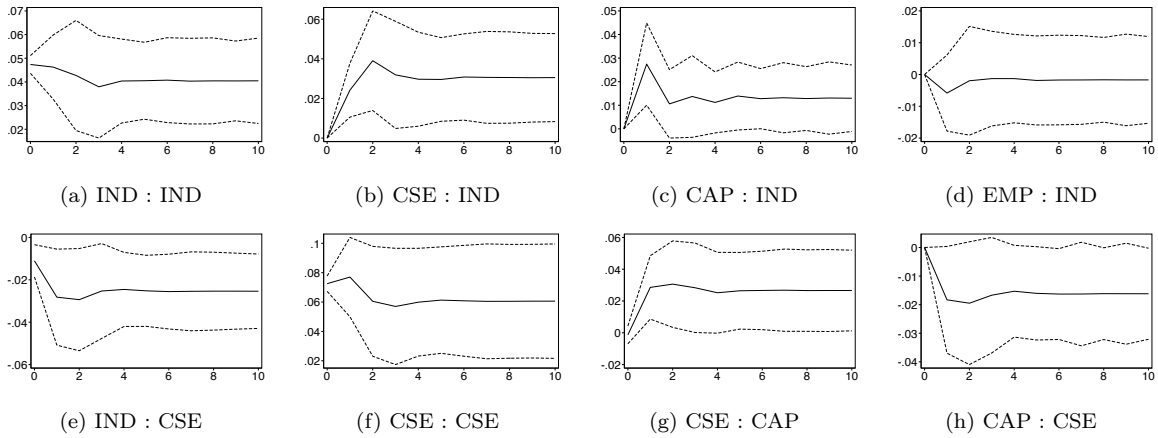 .07
.06
.05
.04
.03
.02
0 2 4 6 8 10
(a) IND : IND
.06
.04
.02
0
0 2 4 6 8 10
(b) CSE : IND
.05
.04
.03
.02
.01
0
0 2 4 6 8 10
(c) CAP : IND
.02
.01
0
-.01
-.02
0 2 4 6 8 10
(d) EMP : IND
0
-.02
-.04
-.06
0 2 4 6 8 10
(e) IND : CSE
.1
.08
.06
.04
.02
0 2 4 6 8 10
(f) CSE : CSE
.06
.04
.02
0
-.02
0 2 4 6 8 10
(g) CSE : CAP
0
-.01
-.02
-.03
-.04
0 2 4 6 8 10
(h) CAP : CSE